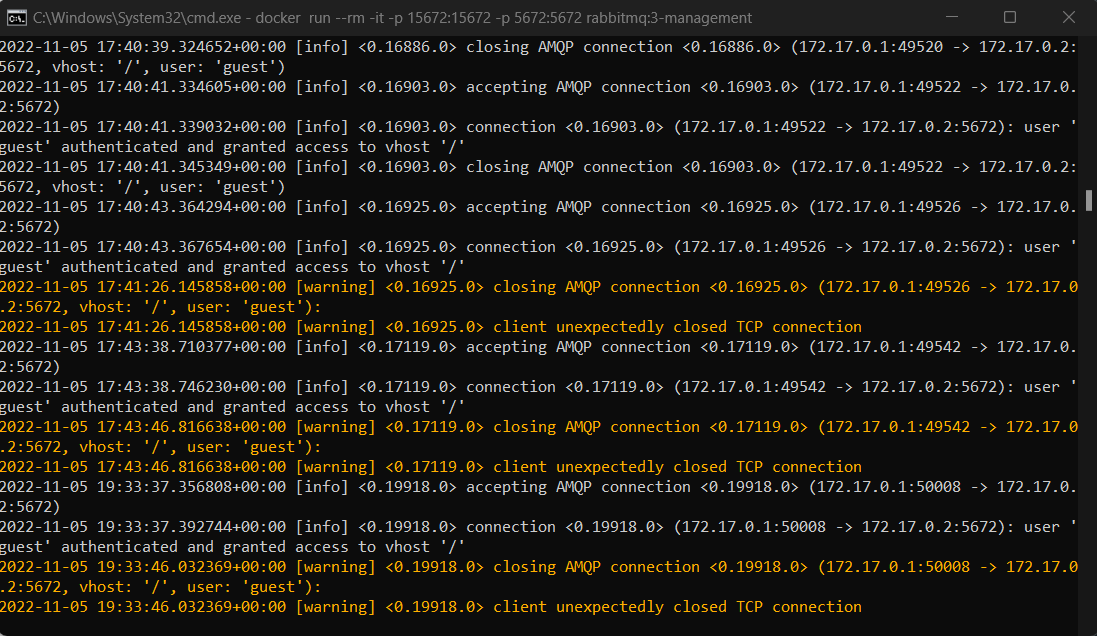 C:\Windows\System32\cmd.exe - docker run --rm -it -p 15672:15672 -p 5672:5672 rabbitmq:3-management
2022-11-05 17:40:39.324652+00:00 [info] <0.16886.0> closing AMQP connection <0.16886.0> (172.17.0.1:49520 -> 172.17.0.2:
5672, vhost: '/', user: 'guest')
2022-11-05 17:40:41.334605+00:00 [info] <0.16903.0> accepting AMQP connection <0.16903.0> (172.17.0.1:49522 -> 172.17.0.
2:5672)
2022-11-05 17:40:41.339032+00:00 [info] <0.16903.0> connection <0.16903.0> (172.17.0.1:49522 -> 172.17.0.2:5672): user '
guest' authenticated and granted access to vhost '/'
2022-11-05 17:40:41.345349+00:00 [info] <0.16903.0> closing AMQP connection <0.16903.0> (172.17.0.1:49522 -> 172.17.0.2:
5672, vhost: '/', user: 'guest')
2022-11-05 17:40:43.364294+00:00 [info] <0.16925.0> accepting AMQP connection <0.16925.0> (172.17.0.1:49526 -> 172.17.0.
2:5672)
2022-11-05 17:40:43.367654+00:00 [info] <0.16925.0> connection <0.16925.0> (172.17.0.1:49526 -> 172.17.0.2:5672): user '
guest' authenticated and granted access to vhost '/'
2022-11-05 17:41:26.145858+00:00 [warning] <0.16925.0> closing AMQP connection <0.16925.0> (172.17.0.1:49526 -> 172.17.0
.2:5672, vhost: '/', user: 'guest'):
2022-11-05 17:41:26.145858+00:00 [warning] <0.16925.0> client unexpectedly closed TCP connection
2022-11-05 17:43:38.710377+00:00 [info] <0.17119.0> accepting AMQP connection <0.17119.0> (172.17.0.1:49542 -> 172.17.0.
2:5672)
2022-11-05 17:43:38.746230+00:00 [info] <0.17119.0> connection <0.17119.0> (172.17.0.1:49542 -> 172.17.0.2:5672): user '
guest' authenticated and granted access to vhost '/'
2022-11-05 17:43:46.816638+00:00 [warning] <0.17119.0> closing AMQP connection <0.17119.0> (172.17.0.1:49542 -> 172.17.0
.2:5672, vhost: '/', user: 'guest'):
2022-11-05 17:43:46.816638+00:00 [warning] <0.17119.0> client unexpectedly closed TCP connection
2022-11-05 19:33:37.356808+00:00 [info] <0.19918.0> accepting AMQP connection <0.19918.0> (172.17.0.1:50008 -> 172.17.0.
2:5672)
2022-11-05 19:33:37.392744+00:00 [info] <0.19918.0> connection <0.19918.0> (172.17.0.1:50008 -> 172.17.0.2:5672): user '
guest' authenticated and granted access to vhost '/'
2022-11-05 19:33:46.032369+00:00 [warning] <0.19918.0> closing AMQP connection <0.19918.0> (172.17.0.1:50008 -> 172.17.0
.2:5672, vhost: '/', user: 'guest'):
2022-11-05 19:33:46.032369+00:00 [warning] <0.19918.0> client unexpectedly closed TCP connection